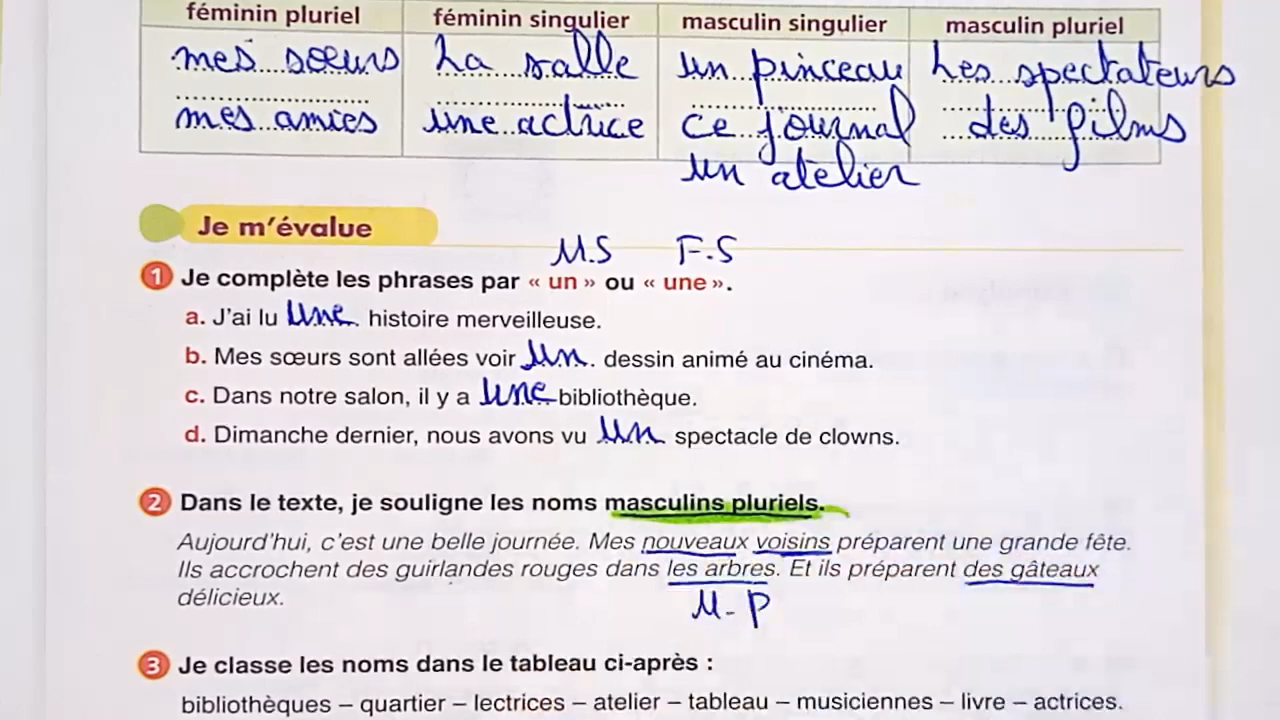 féminin pluriel féminin singulier masculin singulier masculin pluriel
mes sœurs La salle un pinceau Les spectateurs
mes amies une actrice ce journal des films
un atelier
Je m'évalue
M.S F.S
1 Je complète les phrases par « un » ou « une ».
a. J'ai lu une histoire merveilleuse.
b. Mes sœurs sont allées voir un dessin animé au cinéma.
c. Dans notre salon, il y a une bibliothèque.
d. Dimanche dernier, nous avons vu un spectacle de clowns.
2 Dans le texte, je souligne les noms masculins pluriels.
Aujourd'hui, c'est une belle journée. Mes nouveaux voisins préparent une grande fête.
Ils accrochent des guirlandes rouges dans les arbres. Et ils préparent des gâteaux
délicieux.
M-P
3 Je classe les noms dans le tableau ci-après :
bibliothèques – quartier – lectrices – atelier – tableau – musiciennes – livre – actrices.